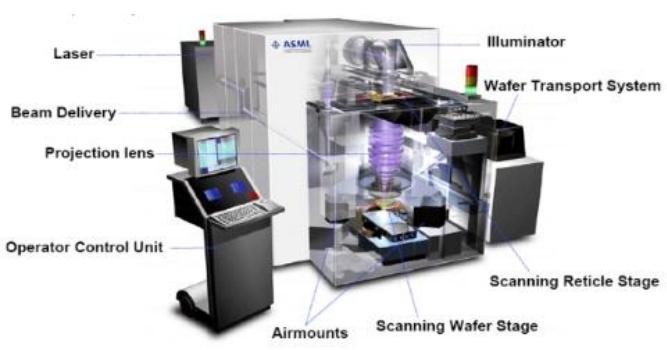 ASML
Illuminator
Laser
Wafer Transport System
Beam Delivery
Projection lens
Operator Control Unit
Scanning Reticle Stage
Scanning Wafer Stage
Airmounts